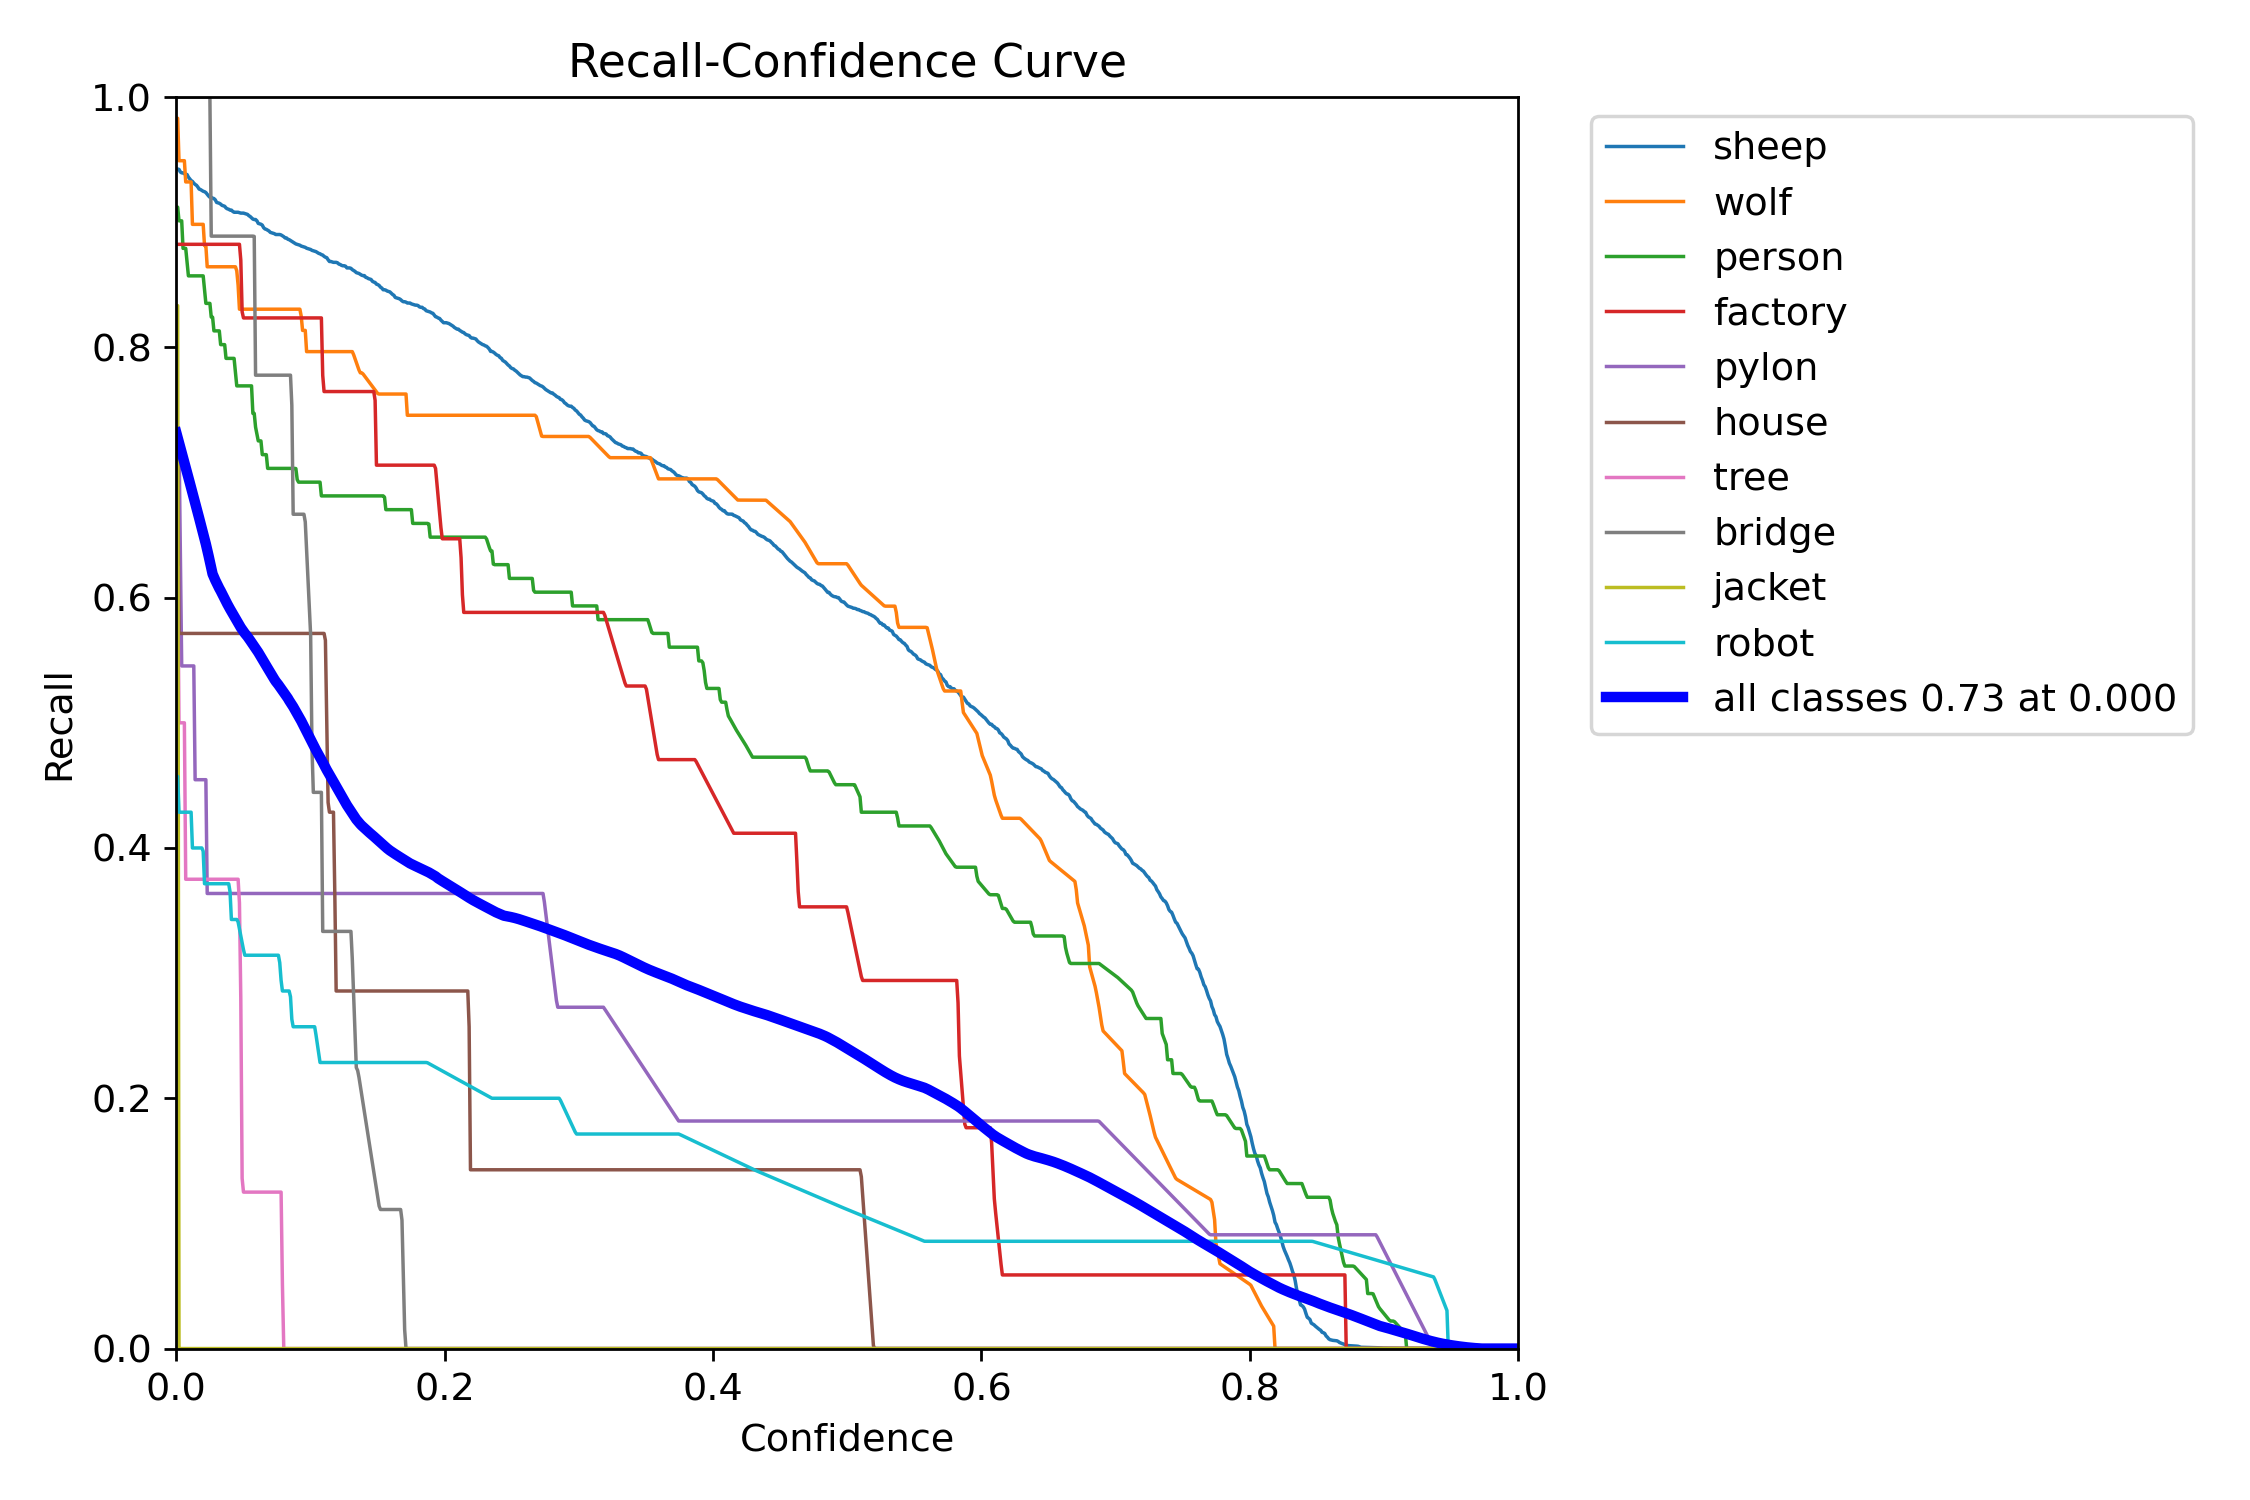 Recall-Confidence Curve
1.0
0.8
0.6
0.4
0.2
0.0
Recall
0.0 0.2 0.4 0.6 0.8 1.0
Confidence
sheep
wolf
person
factory
pylon
house
tree
bridge
jacket
robot
all classes 0.73 at 0.000